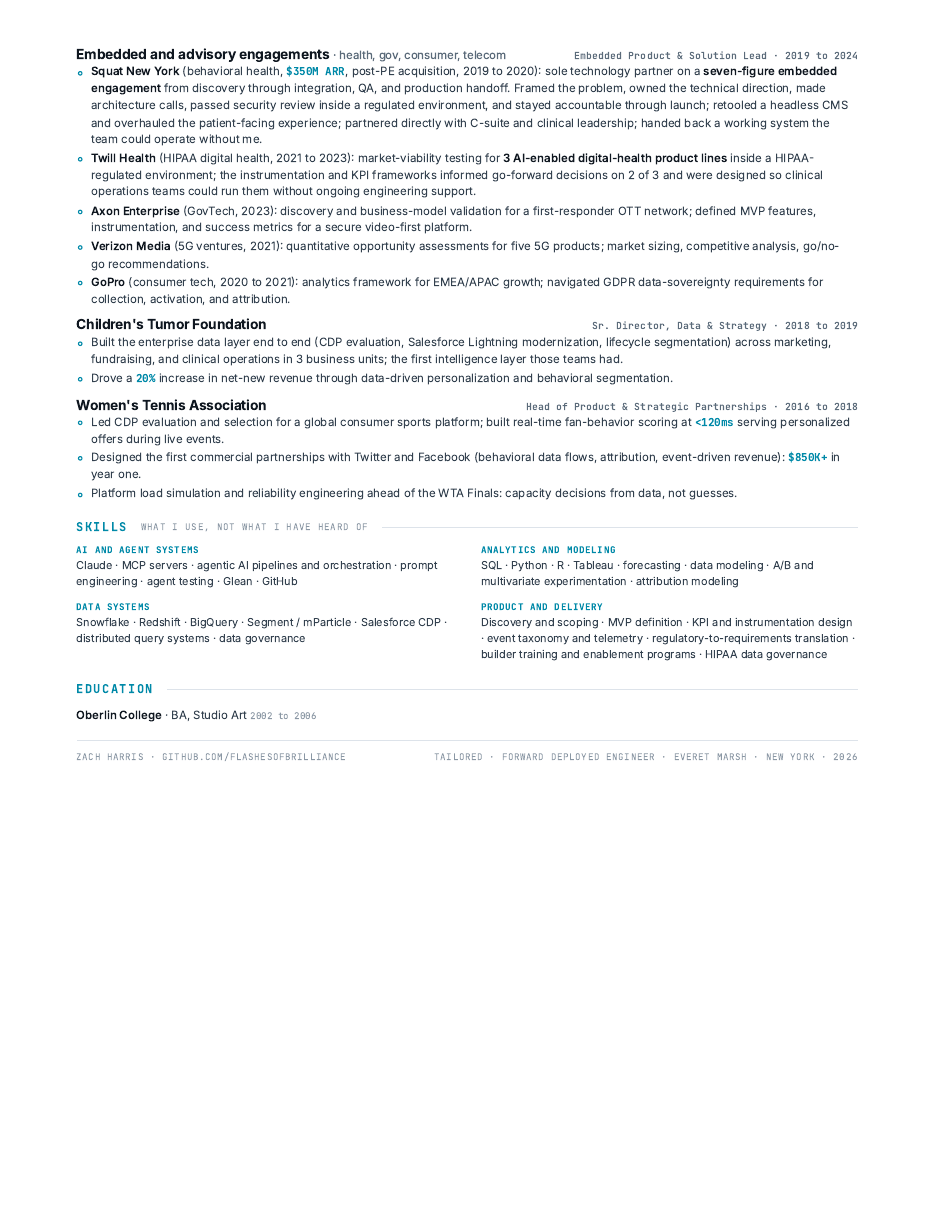 Embedded and advisory engagements · health, gov, consumer, telecom Embedded Product & Solution Lead · 2019 to 2024
Squat New York (behavioral health, $350M ARR, post-PE acquisition, 2019 to 2020): sole technology partner on a seven-figure embedded
engagement from discovery through integration, QA, and production handoff. Framed the problem, owned the technical direction, made
architecture calls, passed security review inside a regulated environment, and stayed accountable through launch; retooled a headless CMS
and overhauled the patient-facing experience; partnered directly with C-suite and clinical leadership; handed back a working system the
team could operate without me.
Twill Health (HIPAA digital health, 2021 to 2023): market-viability testing for 3 AI-enabled digital-health product lines inside a HIPAA-
regulated environment; the instrumentation and KPI frameworks informed go-forward decisions on 2 of 3 and were designed so clinical
operations teams could run them without ongoing engineering support.
Axon Enterprise (GovTech, 2023): discovery and business-model validation for a first-responder OTT network; defined MVP features,
instrumentation, and success metrics for a secure video-first platform.
Verizon Media (5G ventures, 2021): quantitative opportunity assessments for five 5G products; market sizing, competitive analysis, go/no-
go recommendations.
GoPro (consumer tech, 2020 to 2021): analytics framework for EMEA/APAC growth; navigated GDPR data-sovereignty requirements for
collection, activation, and attribution.
Children's Tumor Foundation Sr. Director, Data & Strategy · 2018 to 2019
Built the enterprise data layer end to end (CDP evaluation, Salesforce Lightning modernization, lifecycle segmentation) across marketing,
fundraising, and clinical operations in 3 business units; the first intelligence layer those teams had.
Drove a 20% increase in net-new revenue through data-driven personalization and behavioral segmentation.
Women's Tennis Association Head of Product & Strategic Partnerships · 2016 to 2018
Led CDP evaluation and selection for a global consumer sports platform; built real-time fan-behavior scoring at <120ms serving personalized
offers during live events.
Designed the first commercial partnerships with Twitter and Facebook (behavioral data flows, attribution, event-driven revenue): $850K+ in
year one.
Platform load simulation and reliability engineering ahead of the WTA Finals: capacity decisions from data, not guesses.
SKILLS WHAT I USE, NOT WHAT I HAVE HEARD OF
AI AND AGENT SYSTEMS
Claude · MCP servers · agentic AI pipelines and orchestration · prompt
engineering · agent testing · Glean · GitHub
ANALYTICS AND MODELING
SQL · Python · R · Tableau · forecasting · data modeling · A/B and
multivariate experimentation · attribution modeling
DATA SYSTEMS
Snowflake · Redshift · BigQuery · Segment / mParticle · Salesforce CDP ·
distributed query systems · data governance
PRODUCT AND DELIVERY
Discovery and scoping · MVP definition · KPI and instrumentation design
· event taxonomy and telemetry · regulatory-to-requirements translation ·
builder training and enablement programs · HIPAA data governance
EDUCATION
Oberlin College · BA, Studio Art 2002 to 2006
ZACH HARRIS · GITHUB.COM/FLASHESOFBRILLIANCE TAILORED · FORWARD DEPLOYED ENGINEER · EVERET MARSH · NEW YORK · 2026